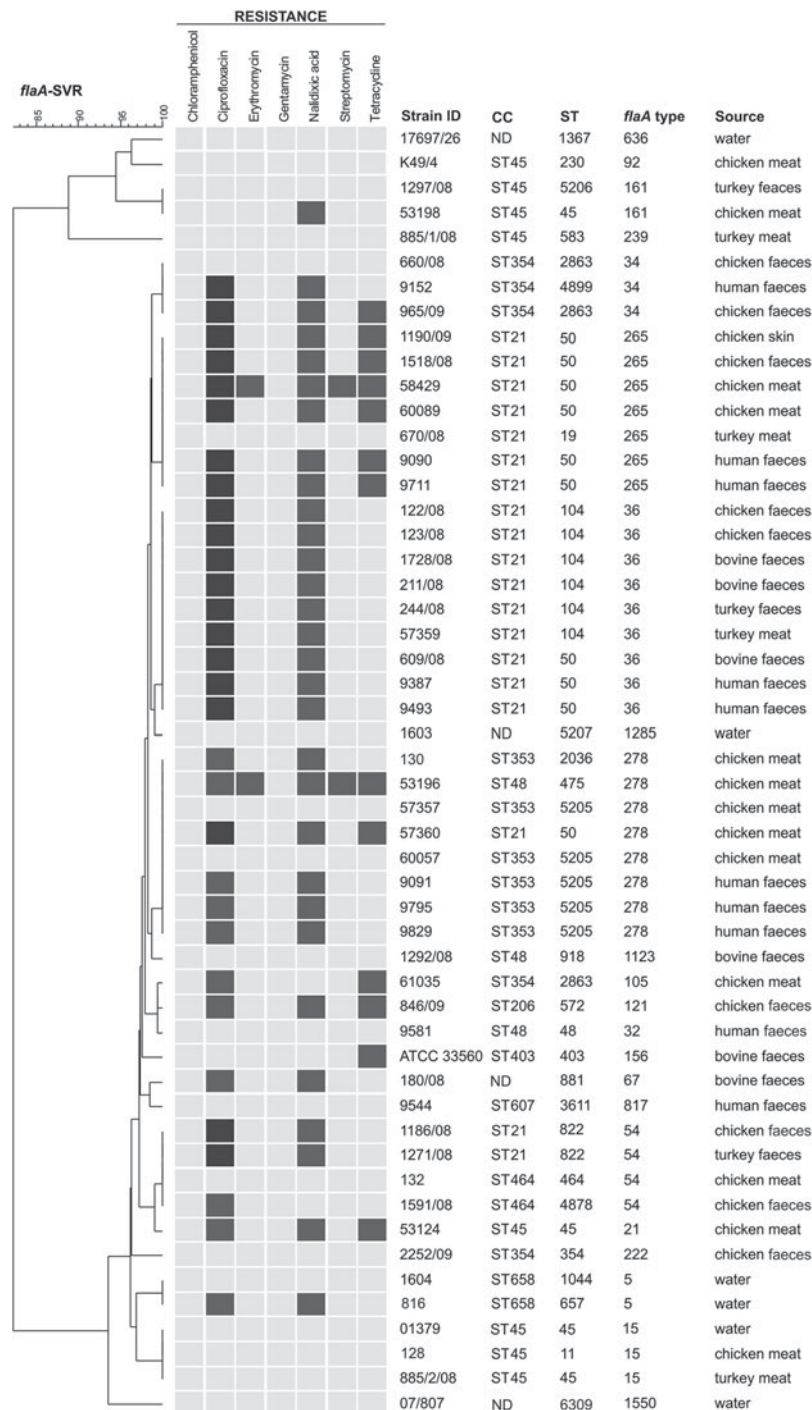 RESISTANCE
flaA-SVR
85 90 95 100
Chloramphenicol
Ciprofloxacin
Erythromycin
Gentamycin
Nalidixic acid
Streptomycin
Tetracydine
Strain ID CC ST flaA type Source
17697/26 ND 1367 636 water
K49/4 ST45 230 92 chicken meat
1297/08 ST45 5206 161 turkey feaces
53198 ST45 45 161 chicken meat
885/1/08 ST45 583 239 turkey meat
660/08 ST354 2863 34 chicken faeces
9152 ST354 4899 34 human faeces
965/09 ST354 2863 34 chicken faeces
1190/09 ST21 50 265 chicken skin
1518/08 ST21 50 265 chicken faeces
58429 ST21 50 265 chicken meat
60089 ST21 50 265 chicken meat
670/08 ST21 19 265 turkey meat
9090 ST21 50 265 human faeces
9711 ST21 50 265 human faeces
122/08 ST21 104 36 chicken faeces
123/08 ST21 104 36 chicken faeces
1728/08 ST21 104 36 bovine faeces
211/08 ST21 104 36 bovine faeces
244/08 ST21 104 36 turkey faeces
57359 ST21 104 36 turkey meat
609/08 ST21 50 36 bovine faeces
9387 ST21 50 36 human faeces
9493 ST21 50 36 human faeces
1603 ND 5207 1285 water
130 ST353 2036 278 chicken meat
53196 ST48 475 278 chicken meat
57357 ST353 5205 278 chicken meat
57360 ST21 50 278 chicken meat
60057 ST353 5205 278 chicken meat
9091 ST353 5205 278 human faeces
9795 ST353 5205 278 human faeces
9829 ST353 5205 278 human faeces
1292/08 ST48 918 1123 bovine faeces
61035 ST354 2863 105 chicken meat
846/09 ST206 572 121 chicken faeces
9581 ST48 48 32 human faeces
ATCC 33560 ST403 403 156 bovine faeces
180/08 ND 881 67 bovine faeces
9544 ST607 3611 817 human faeces
1186/08 ST21 822 54 chicken faeces
1271/08 ST21 822 54 turkey faeces
132 ST464 464 54 chicken meat
1591/08 ST464 4878 54 chicken faeces
53124 ST45 45 21 chicken meat
2252/09 ST354 354 222 chicken faeces
1604 ST658 1044 5 water
816 ST658 657 5 water
01379 ST45 45 15 water
128 ST45 11 15 chicken meat
885/2/08 ST45 45 15 turkey meat
07/807 ND 6309 1550 water